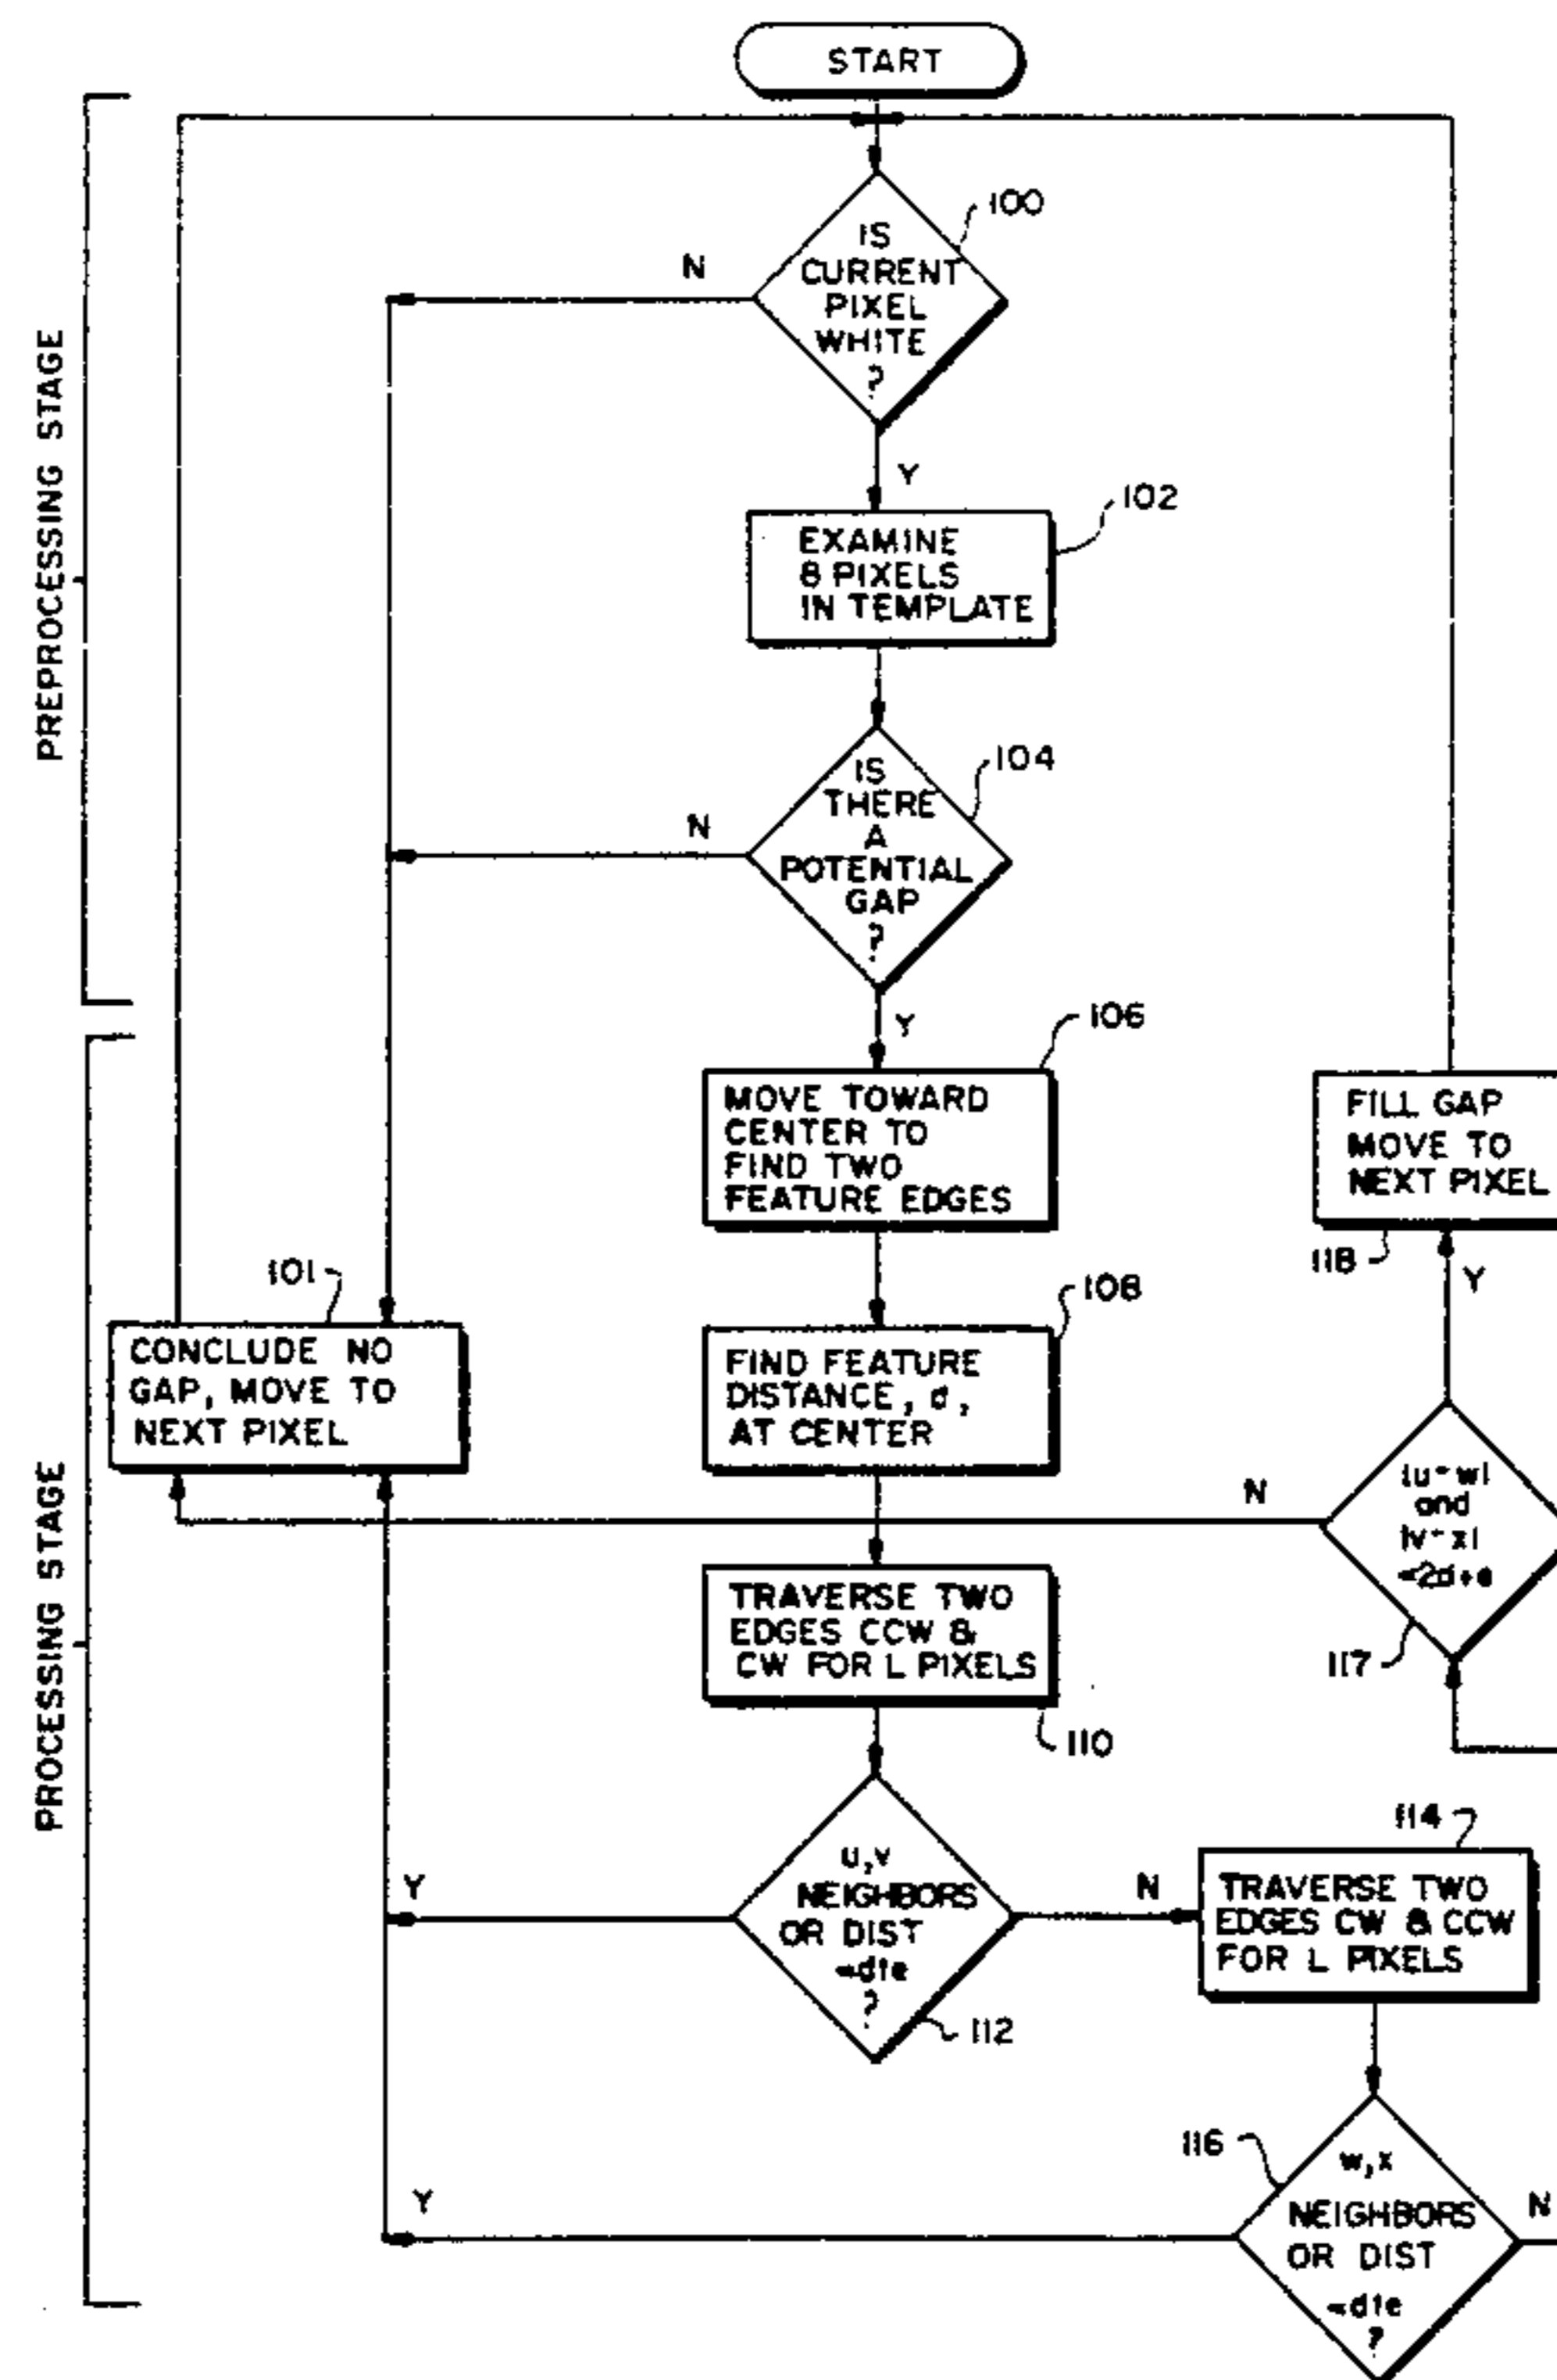 START
100
IS
CURRENT
PIXEL
WHITE
?
N
Y
102
EXAMINE
8 PIXELS
IN TEMPLATE
PREPROCESSING STAGE
104
IS
THERE
A
POTENTIAL
GAP
?
N
Y
106
MOVE TOWARD
CENTER TO
FIND TWO
FEATURE EDGES
FILL GAP
MOVE TO
NEXT PIXEL
118
Y
101
CONCLUDE NO
GAP, MOVE TO
NEXT PIXEL
108
FIND FEATURE
DISTANCE, d,
AT CENTER
N
|u-w|
and
|v-x|
117
PROCESSING STAGE
TRAVERSE TWO
EDGES CCW &
CW FOR L PIXELS
110
u,v
NEIGHBORS
OR DIST
?
112
Y
N
114
TRAVERSE TWO
EDGES CW & CCW
FOR L PIXELS
116
w,x
NEIGHBORS
OR DIST
?
Y
N